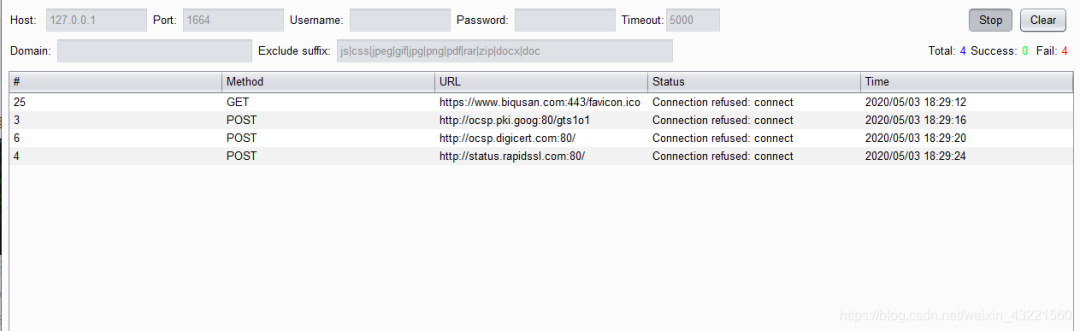 Host: 127.0.0.1 Port: 1664 Username: Password: Timeout: 5000 Stop Clear
Domain: Exclude suffix: js|css|jpeg|gif|jpg|png|pdf|rar|zip|docx|doc Total: 4 Success: 0 Fail: 4
# Method URL Status Time
25 GET https://www.biqusan.com:443/favicon.ico Connection refused: connect 2020/05/03 18:29:12
3 POST http://ocsp.pki.goog:80/gts1o1 Connection refused: connect 2020/05/03 18:29:16
6 POST http://ocsp.digicert.com:80/ Connection refused: connect 2020/05/03 18:29:20
4 POST http://status.rapidssl.com:80/ Connection refused: connect 2020/05/03 18:29:24
https://blog.csdn.net/weixin_43221560